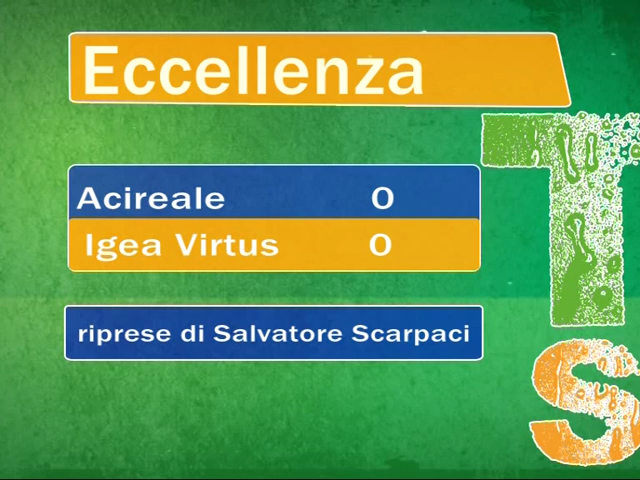 Eccellenza
Acireale 0
Igea Virtus 0
riprese di Salvatore Scarpaci
T
S